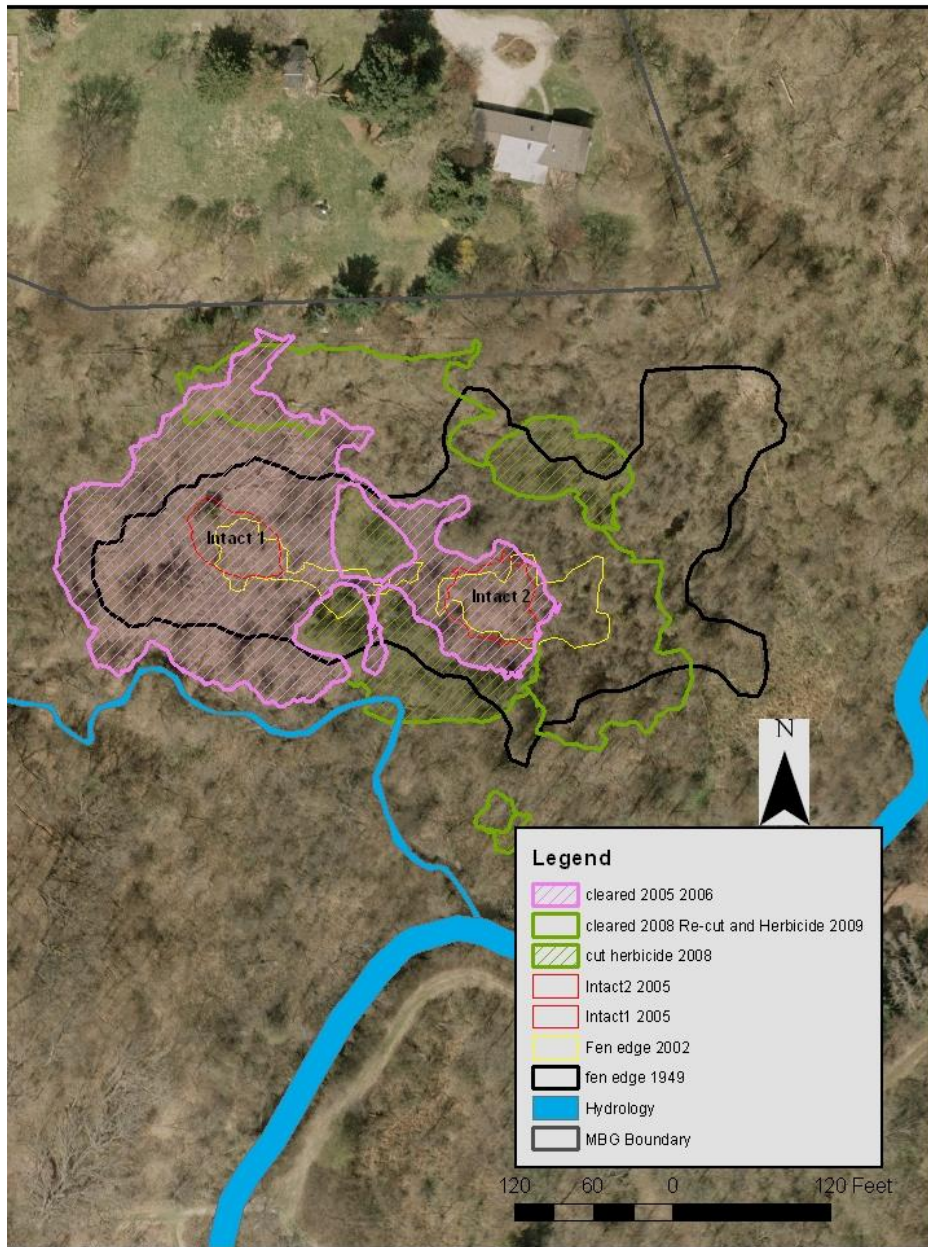 Intact 1
Intact 2
N
Legend
cleared 2005 2006
cleared 2008 Re-cut and Herbicide 2009
cut herbicide 2008
Intact2 2005
Intact1 2005
Fen edge 2002
fen edge 1949
Hydrology
MBG Boundary
120 60 0 120 Feet